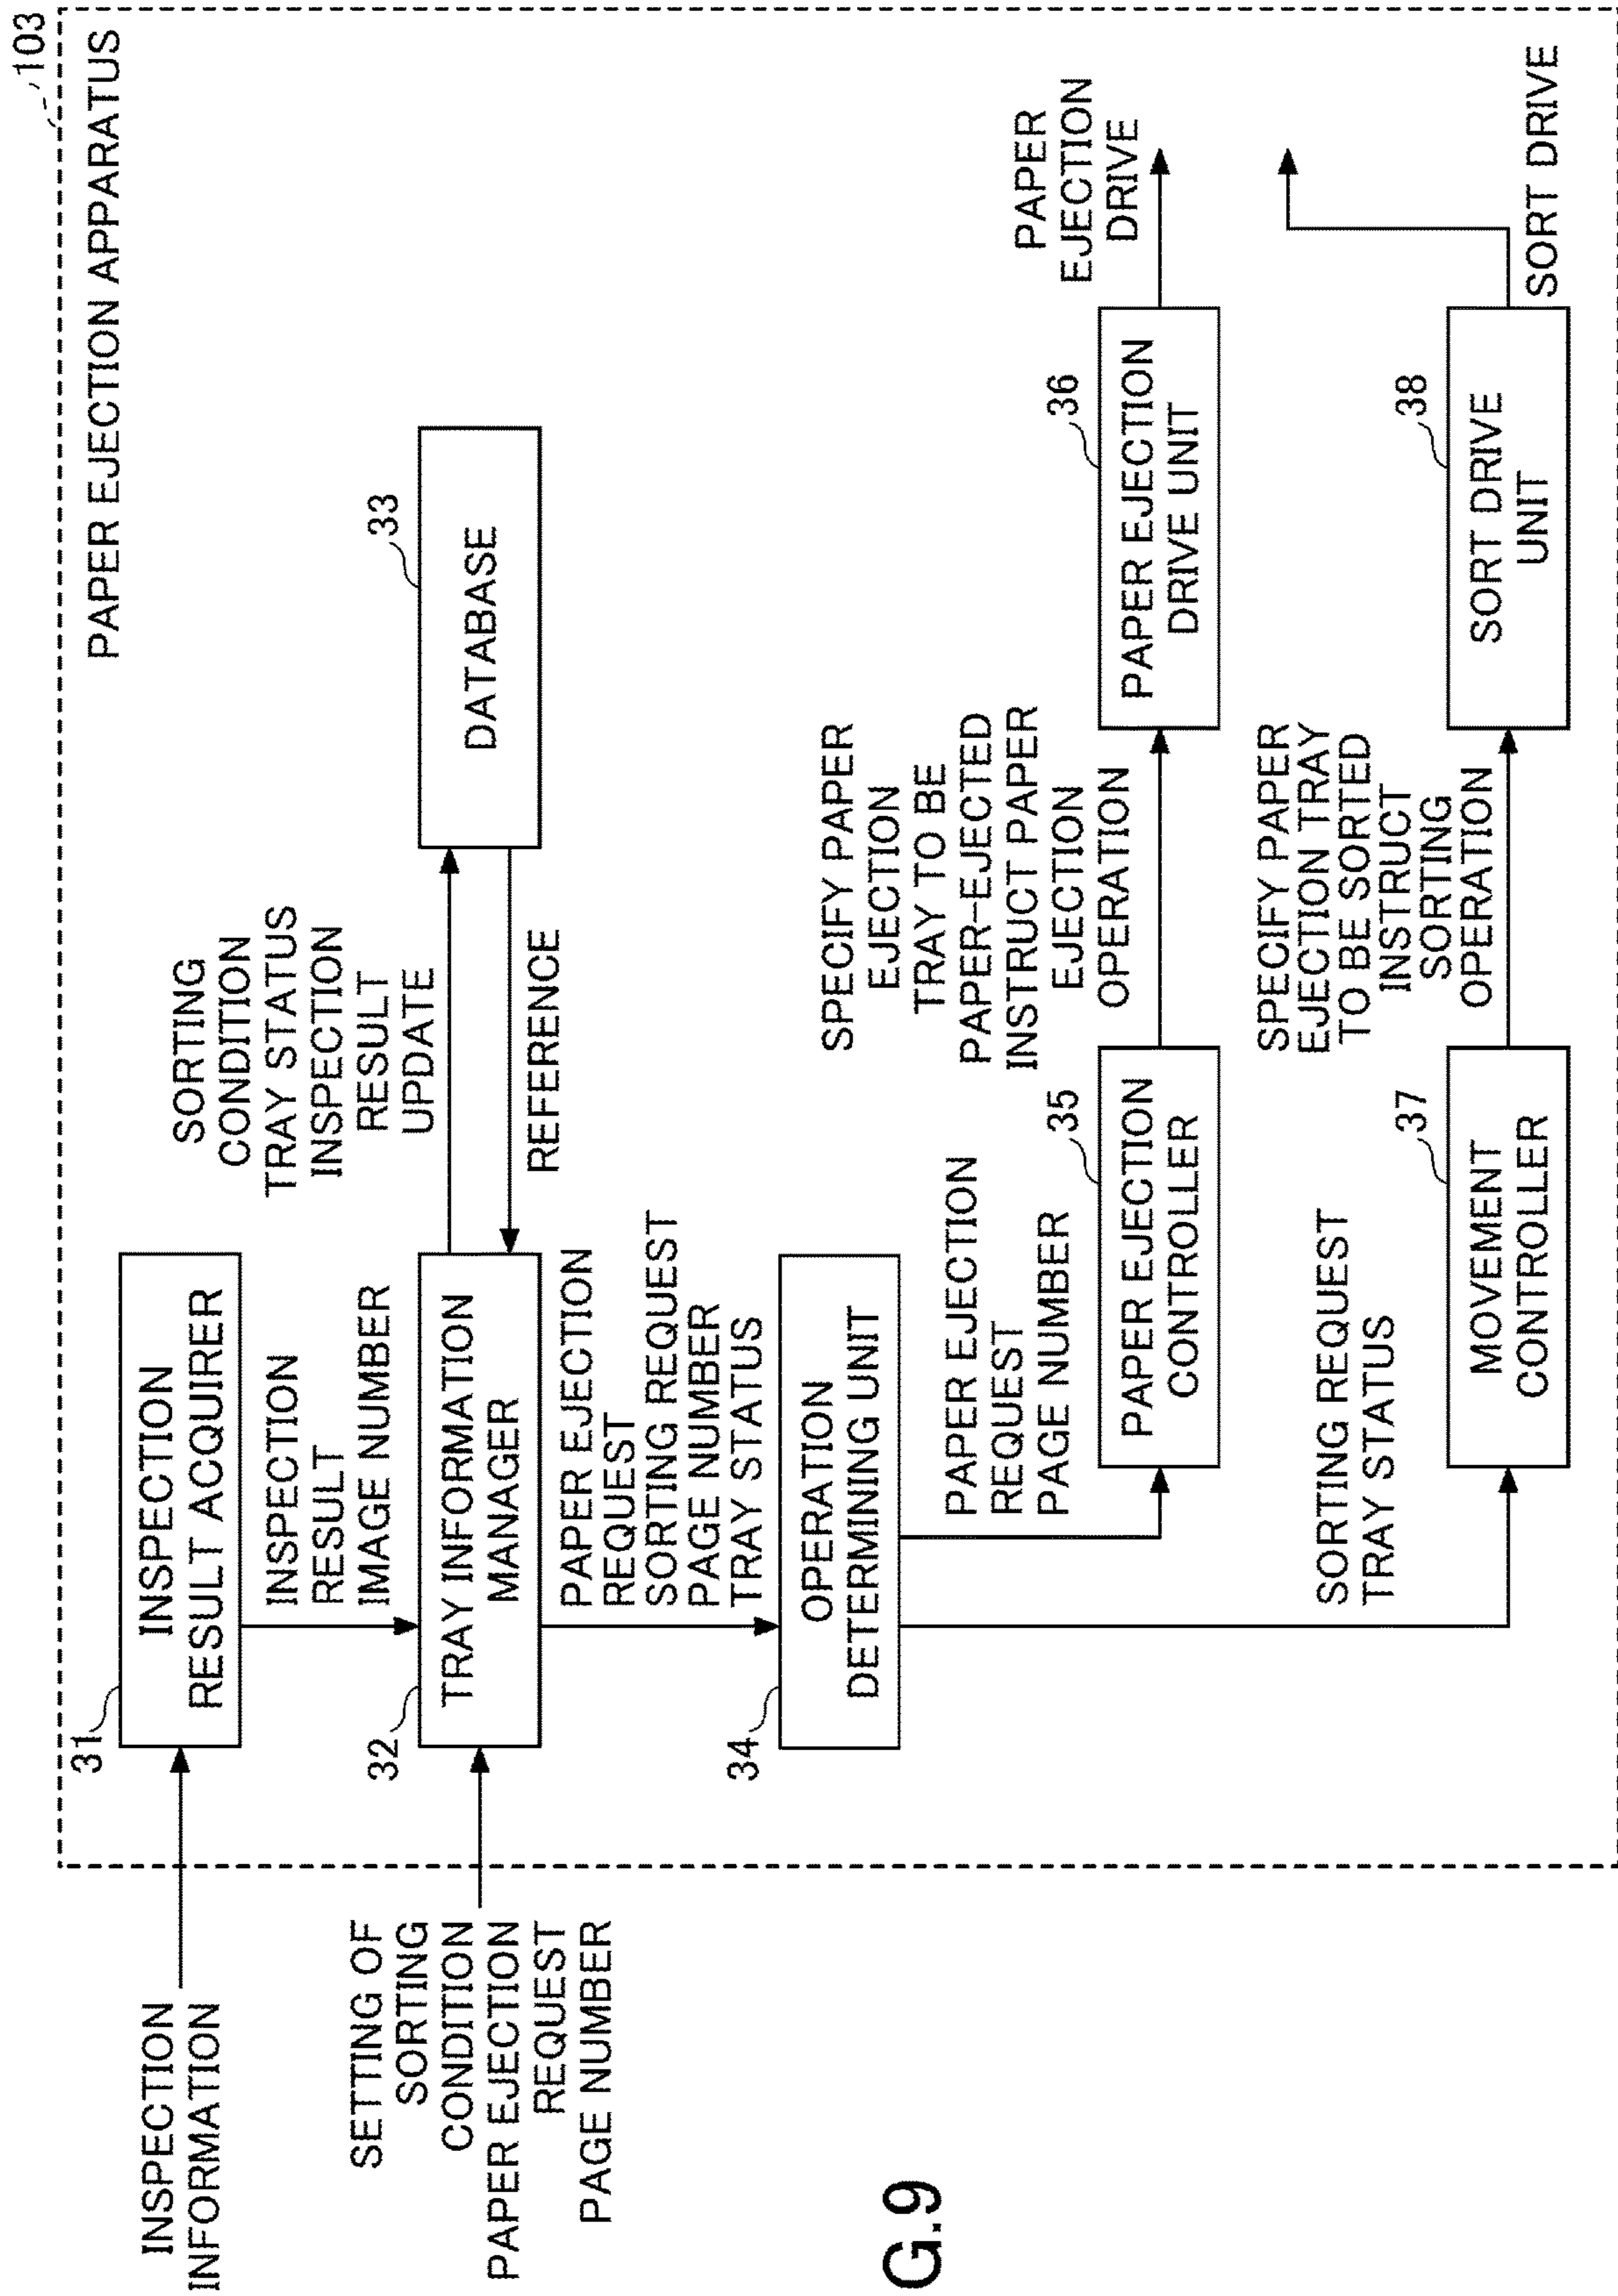 103
PAPER EJECTION APPARATUS
INSPECTION
INFORMATION
31
INSPECTION
RESULT ACQUIRER
INSPECTION
RESULT
IMAGE NUMBER
SETTING OF
SORTING
CONDITION
PAPER EJECTION
REQUEST
PAGE NUMBER
32
TRAY INFORMATION
MANAGER
SORTING
CONDITION
TRAY STATUS
INSPECTION
RESULT
UPDATE
REFERENCE
33
DATABASE
PAPER EJECTION
REQUEST
SORTING REQUEST
PAGE NUMBER
TRAY STATUS
34
OPERATION
DETERMINING UNIT
PAPER EJECTION
REQUEST
PAGE NUMBER
35
PAPER EJECTION
CONTROLLER
SPECIFY PAPER
EJECTION
TRAY TO BE
PAPER-EJECTED
INSTRUCT PAPER
EJECTION
OPERATION
36
PAPER EJECTION
DRIVE UNIT
PAPER
EJECTION
DRIVE
SORTING REQUEST
TRAY STATUS
37
MOVEMENT
CONTROLLER
SPECIFY PAPER
EJECTION TRAY
TO BE SORTED
INSTRUCT
SORTING
OPERATION
38
SORT DRIVE
UNIT
SORT DRIVE
G.9